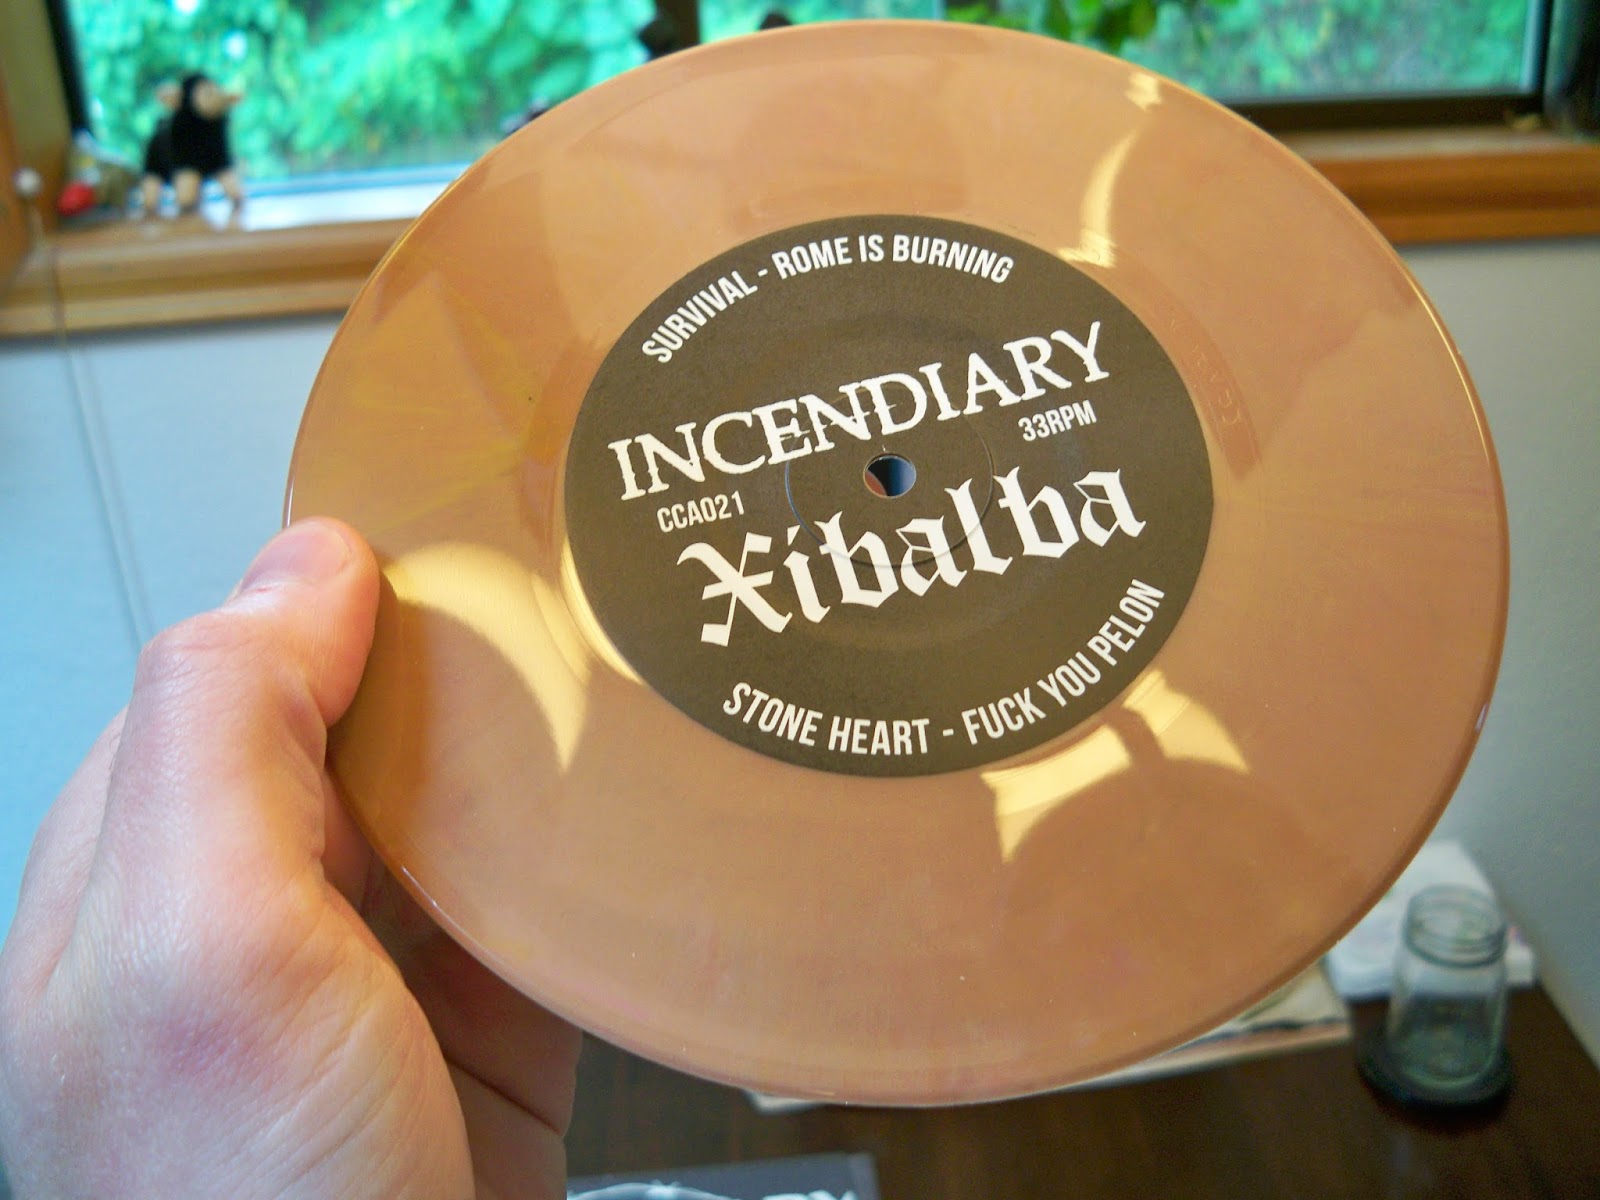 SURVIVAL - ROME IS BURNING
INCENDIARY
33RPM
CCA021
Xibalba
STONE HEART - FUCK YOU PELON